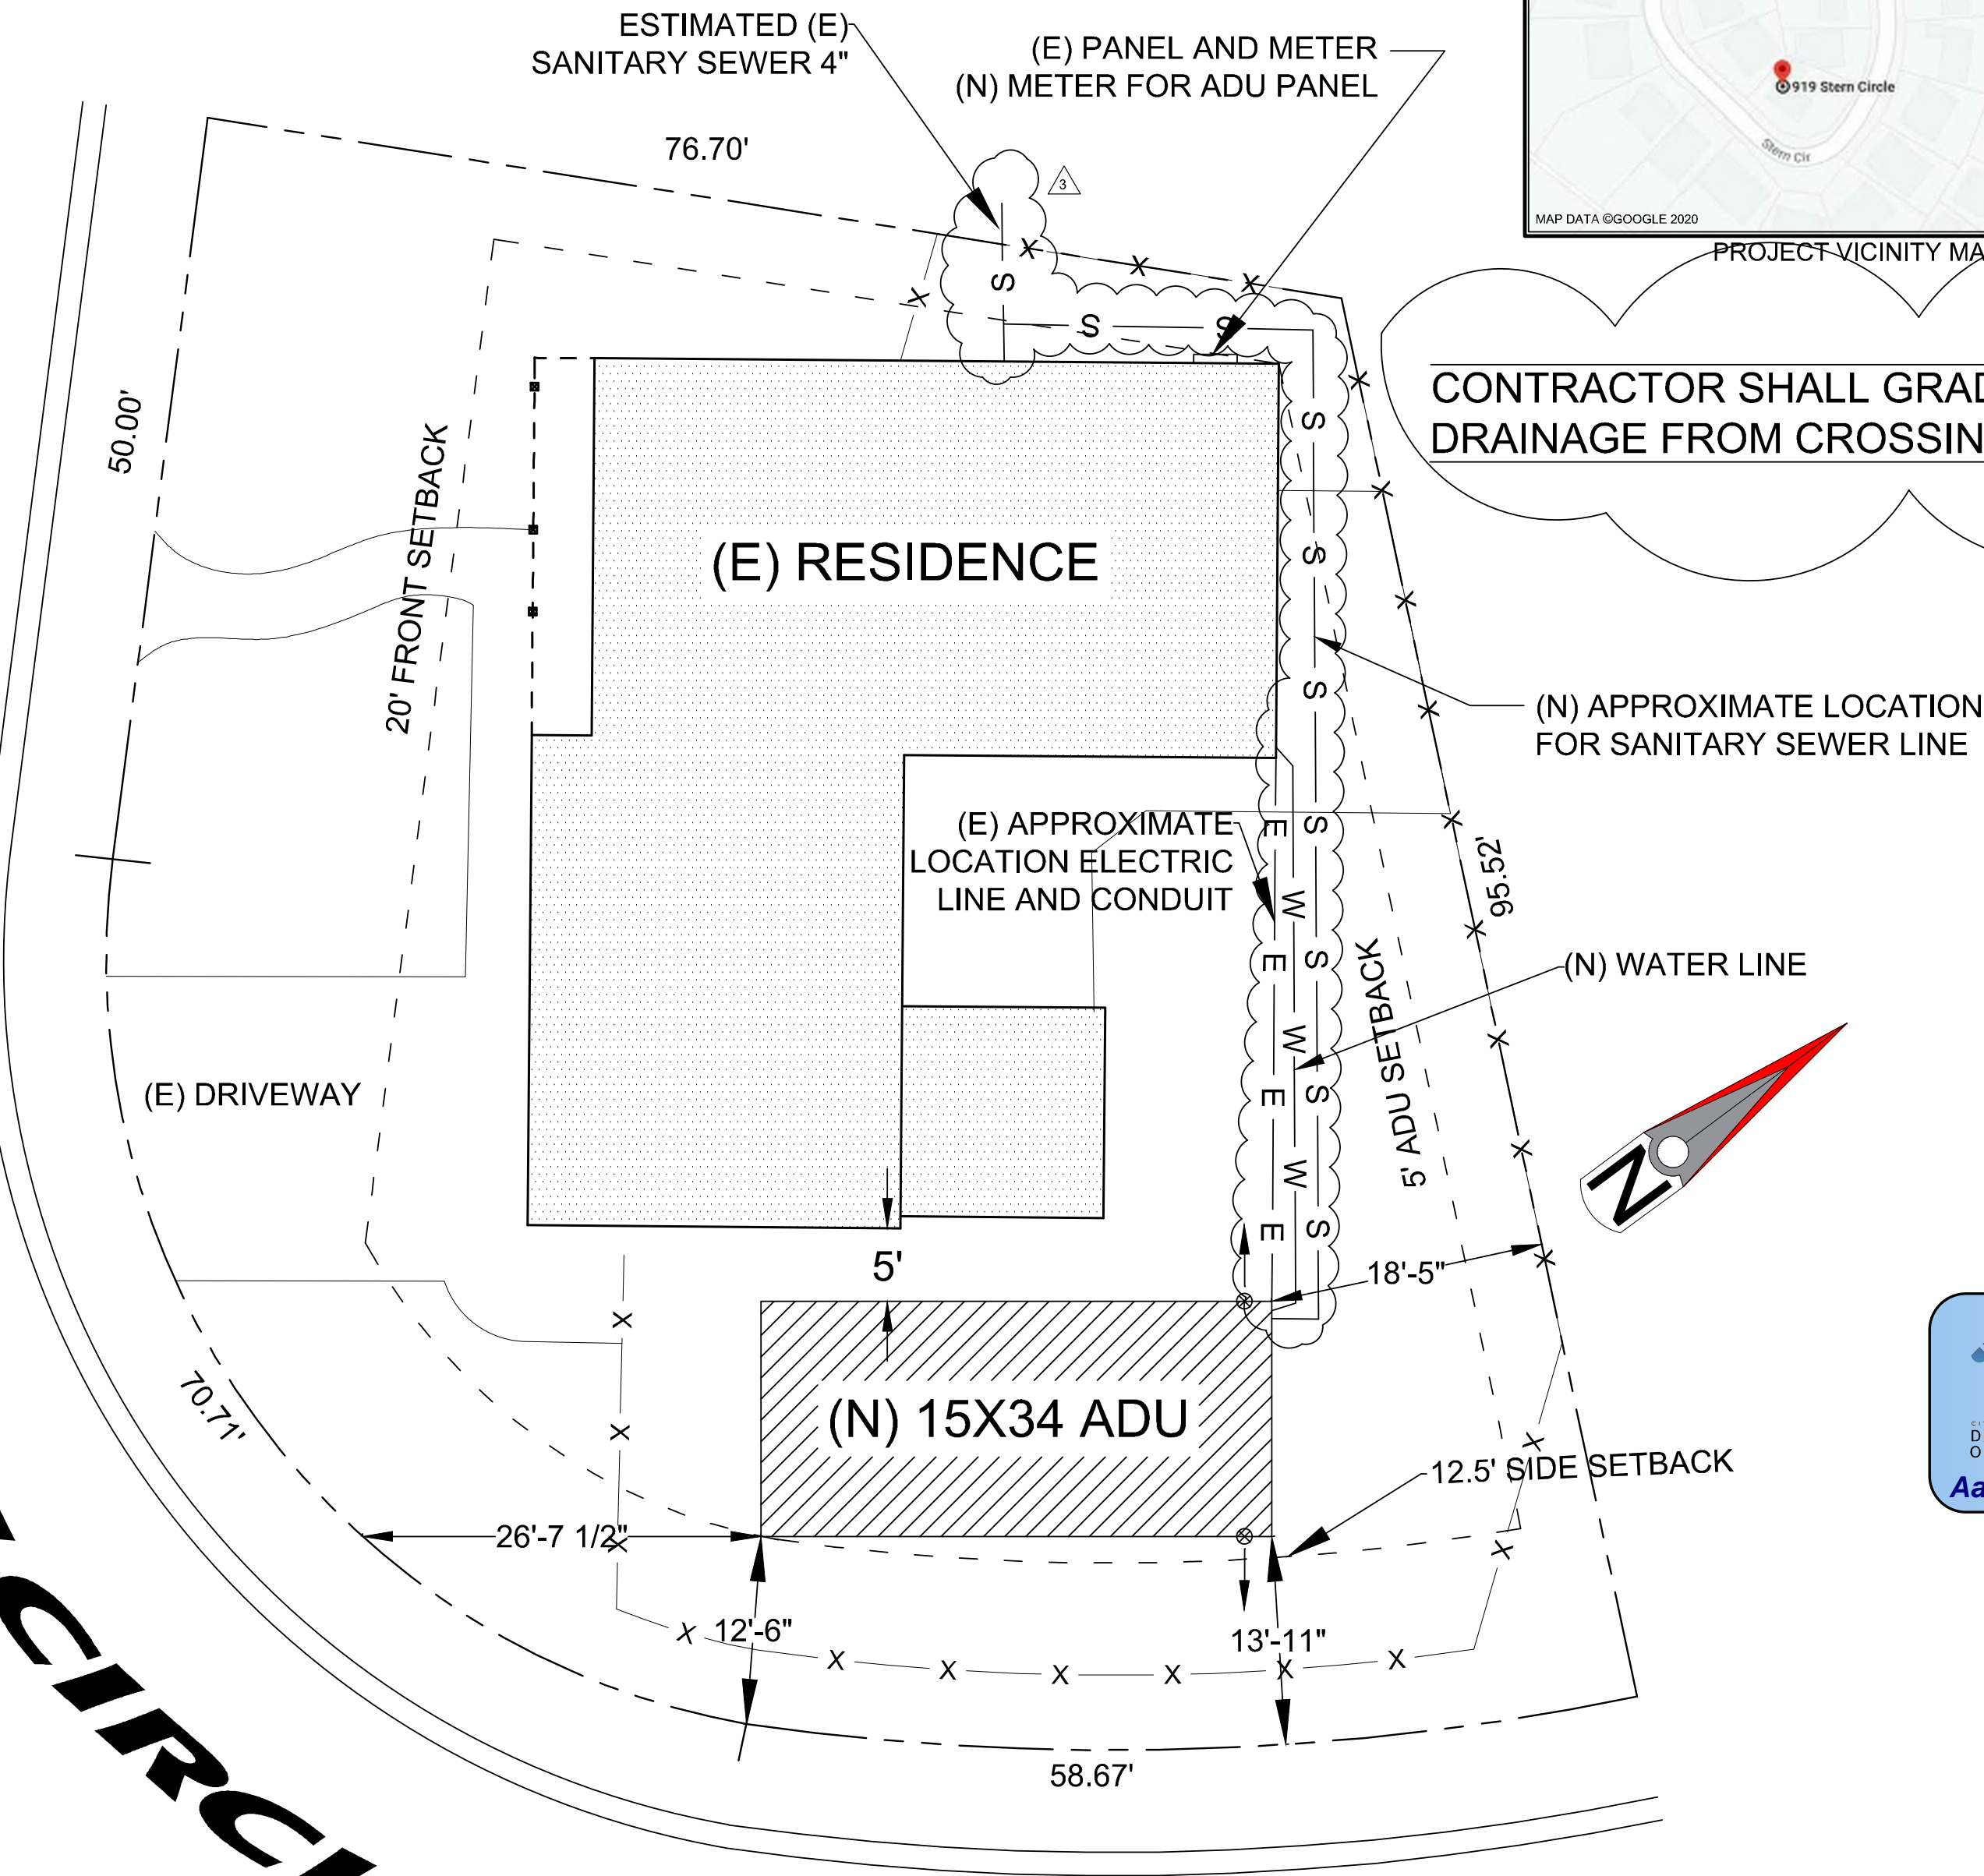 ESTIMATED (E)
SANITARY SEWER 4"
(E) PANEL AND METER
(N) METER FOR ADU PANEL
919 Stern Circle
Stern Cir
MAP DATA ©GOOGLE 2020
PROJECT VICINITY MA
76.70'
3
X X X
X
S
S S
CONTRACTOR SHALL GRAD
DRAINAGE FROM CROSSIN
50.00'
20' FRONT SETBACK
(E) RESIDENCE
S S S S S S S
X X X X X X X X X
(N) APPROXIMATE LOCATION
FOR SANITARY SEWER LINE
(E) APPROXIMATE
LOCATION ELECTRIC
LINE AND CONDUIT
E E E E
W W W
95.52'
5' ADU SETBACK
(N) WATER LINE
N
(E) DRIVEWAY
5'
18'-5"
70.71'
X X X
(N) 15X34 ADU
12.5' SIDE SETBACK
X X
26'-7 1/2"
12'-6"
13'-11"
X X X X X X X
58.67'
D
O
Aa
CIRCL